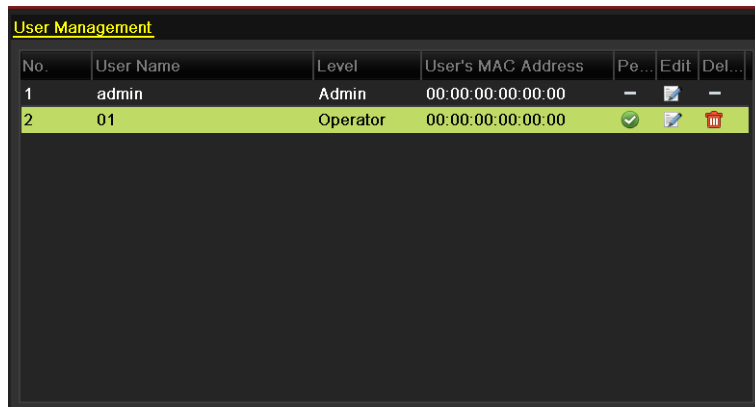 User Management
No. User Name Level User's MAC Address Pe... Edit Del...
1 admin Admin 00:00:00:00:00:00 – –
2 01 Operator 00:00:00:00:00:00